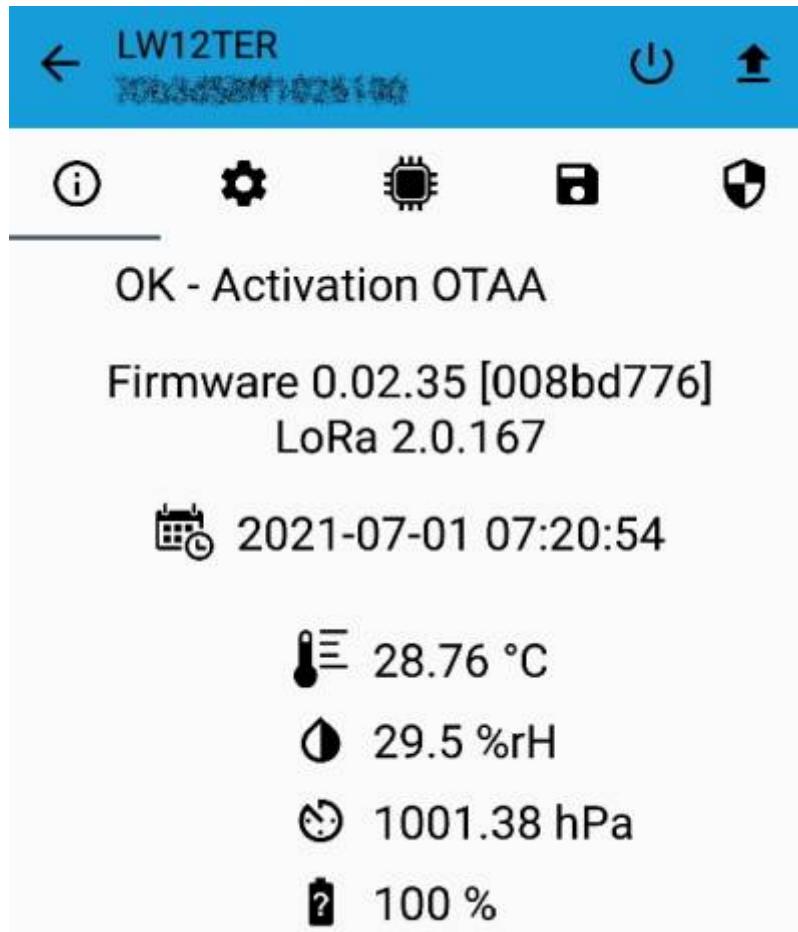 LW12TER
OK - Activation OTAA
Firmware 0.02.35 [008bd776]
LoRa 2.0.167
2021-07-01 07:20:54
28.76 °C
29.5 %rH
1001.38 hPa
100 %